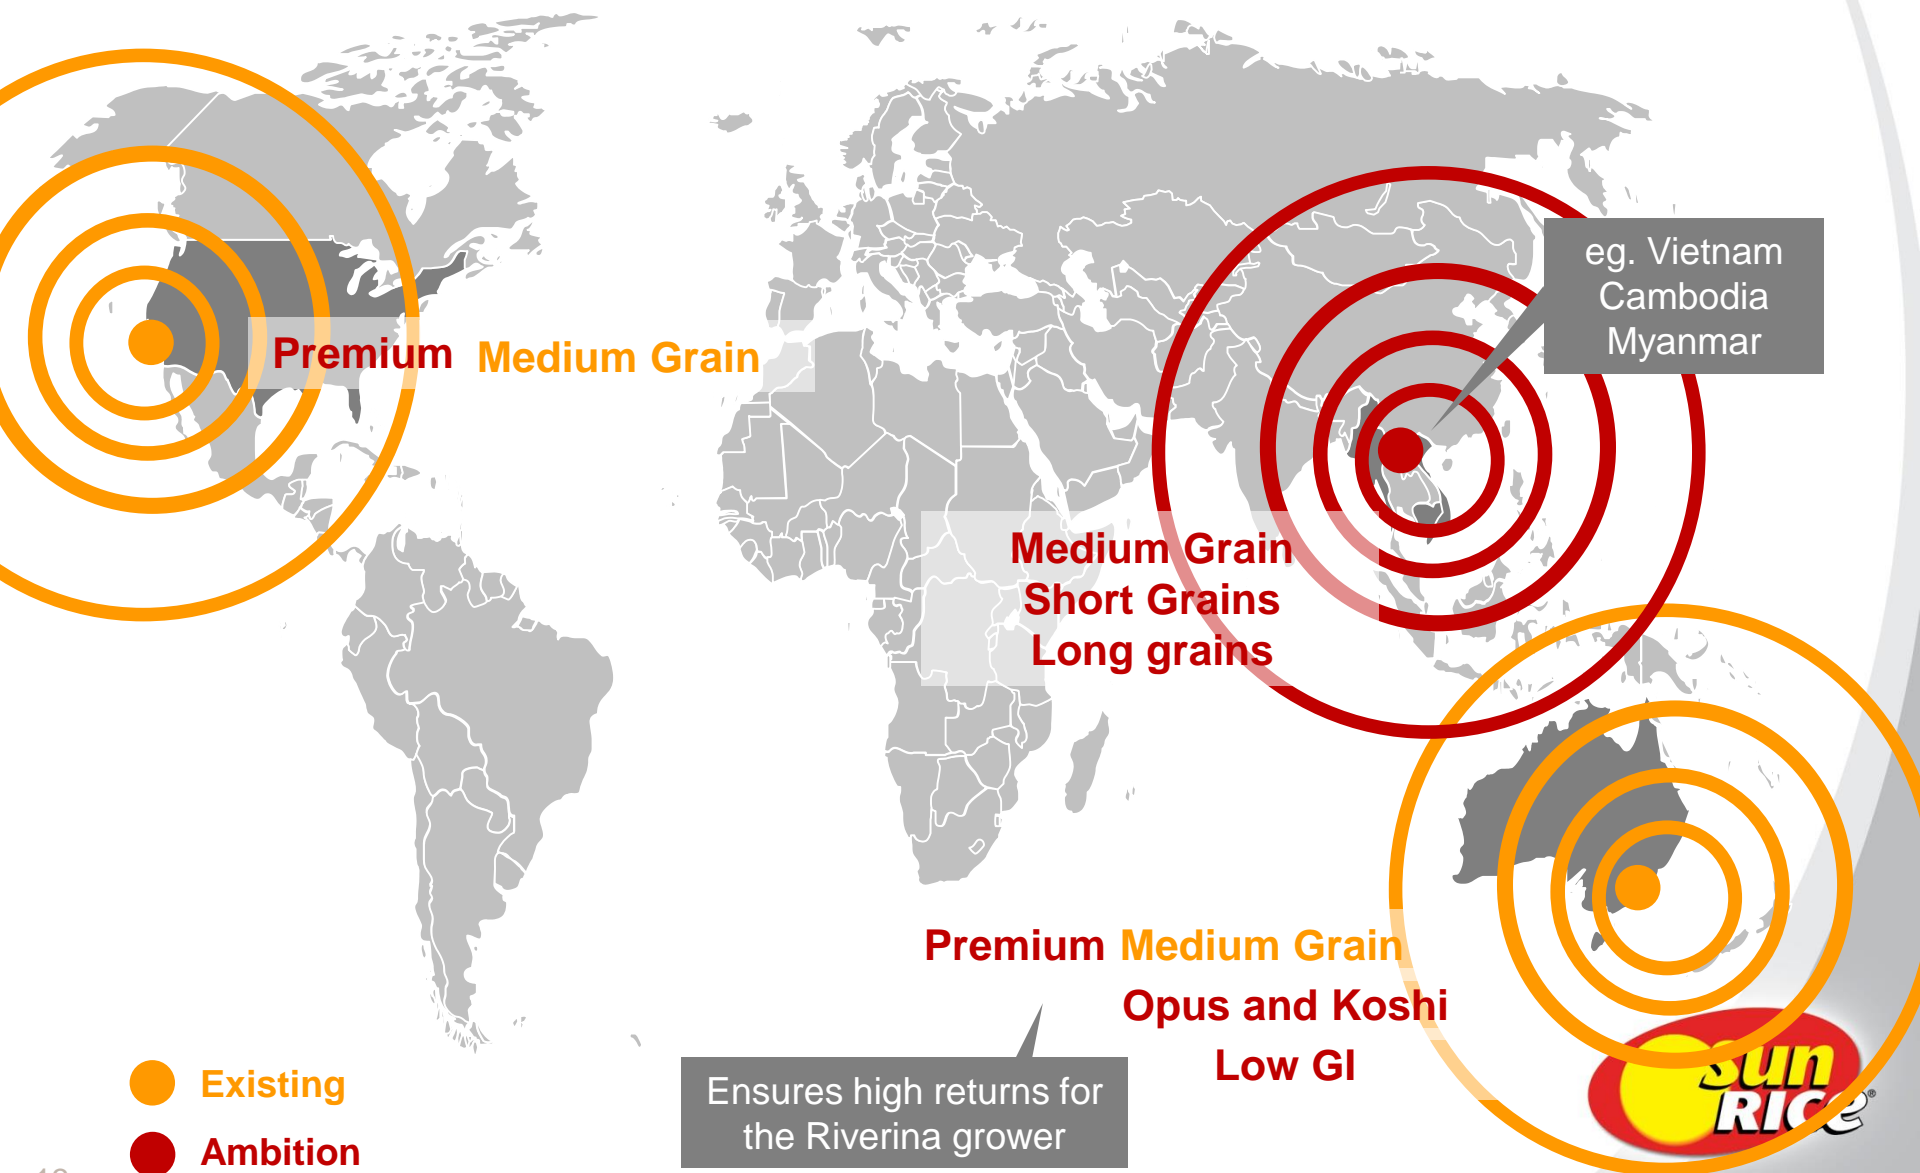 eg. Vietnam
Cambodia
Myanmar
Premium Medium Grain
Medium Grain
Short Grains
Long grains
Premium Medium Grain
Opus and Koshi
Low GI
Ensures high returns for
the Riverina grower
Existing
Ambition
Sun
RICE®